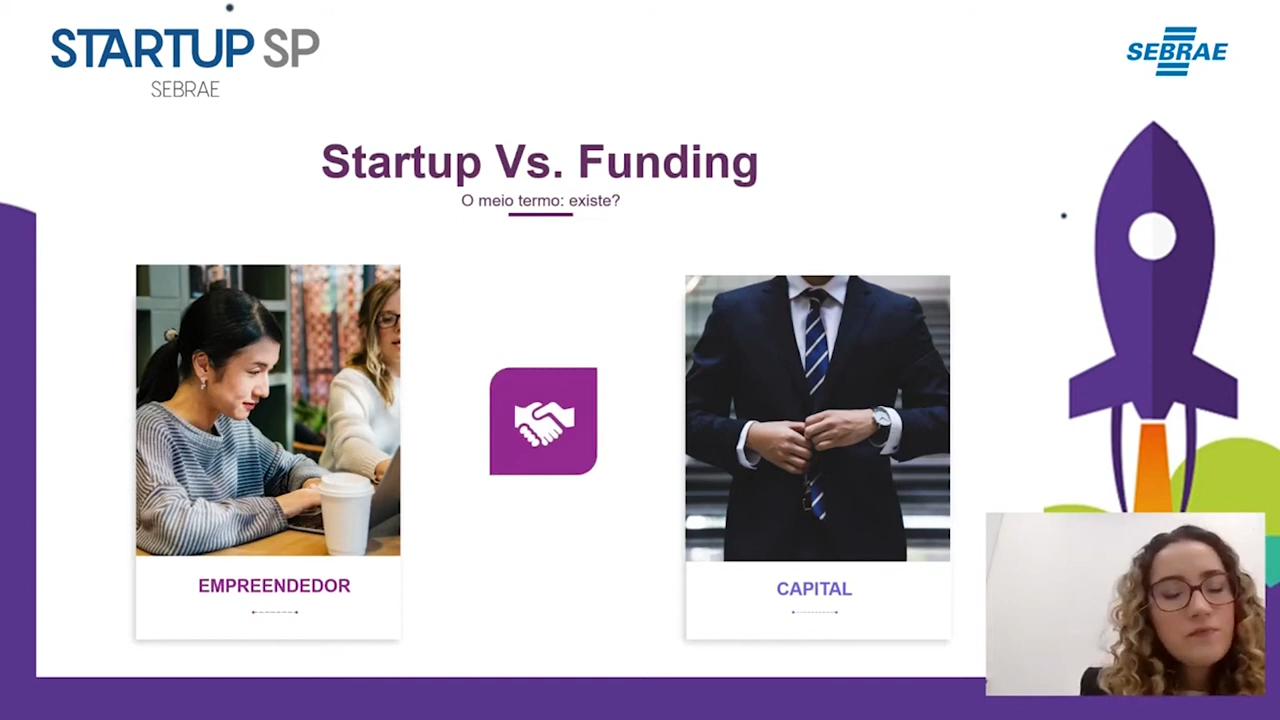 STARTUP SP
SEBRAE
SEBRAE
Startup Vs. Funding
O meio termo: existe?
EMPREENDEDOR
CAPITAL